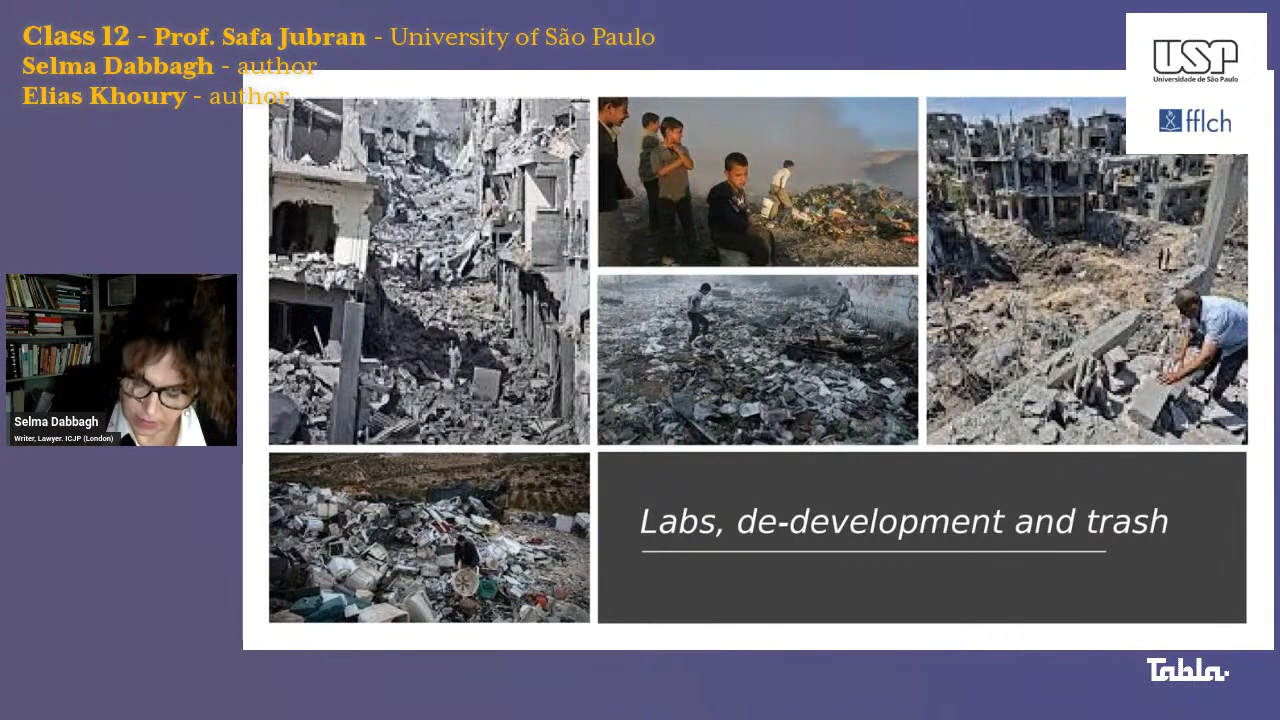 Class 12 - Prof. Safa Jubran - University of São Paulo
Selma Dabbagh - author
Elias Khoury - author
USP
Universidade de São Paulo
fflch
Selma Dabbagh
Writer, Lawyer. ICJP (London)
Labs, de-development and trash
Tabla.